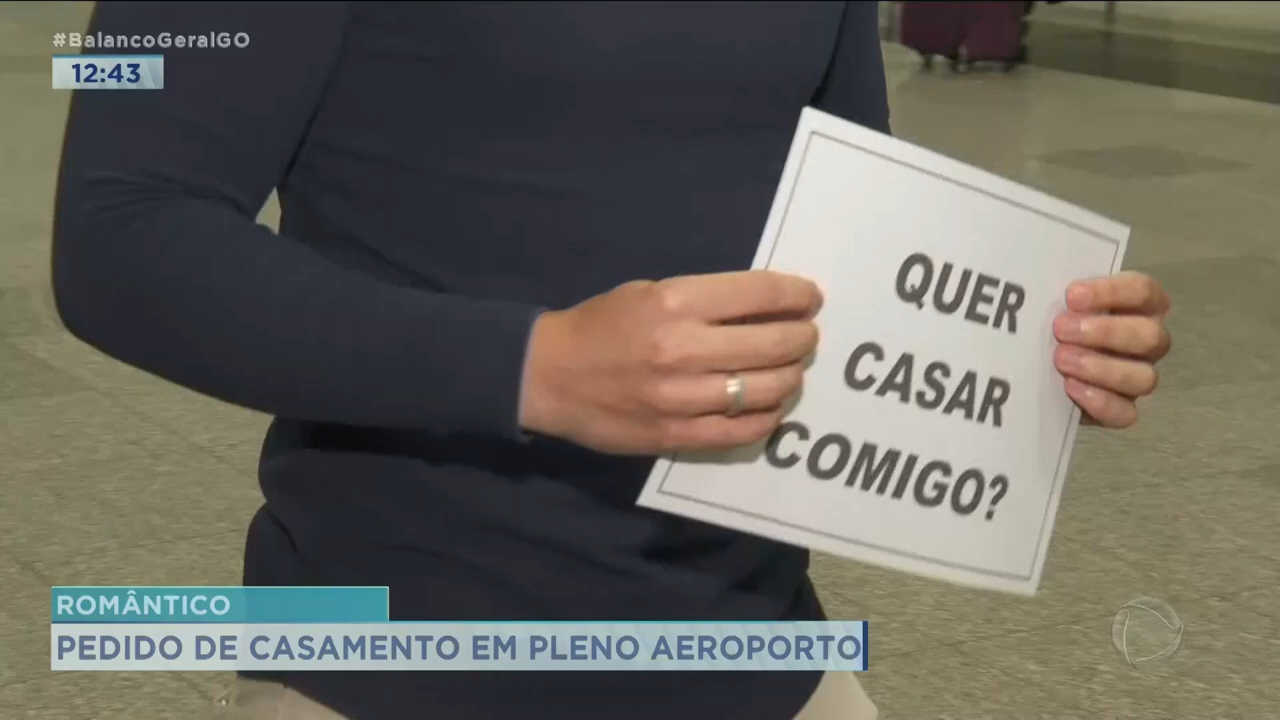 #BalancoGeralGO
12:43
QUER
CASAR
COMIGO?
ROMÂNTICO
PEDIDO DE CASAMENTO EM PLENO AEROPORTO